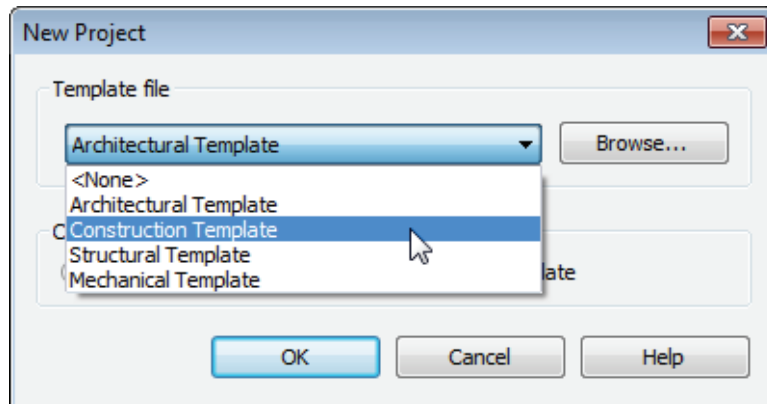 New Project
Template file
Architectural Template
Browse...
<None>
Architectural Template
Construction Template
Structural Template
Mechanical Template
OK
Cancel
Help